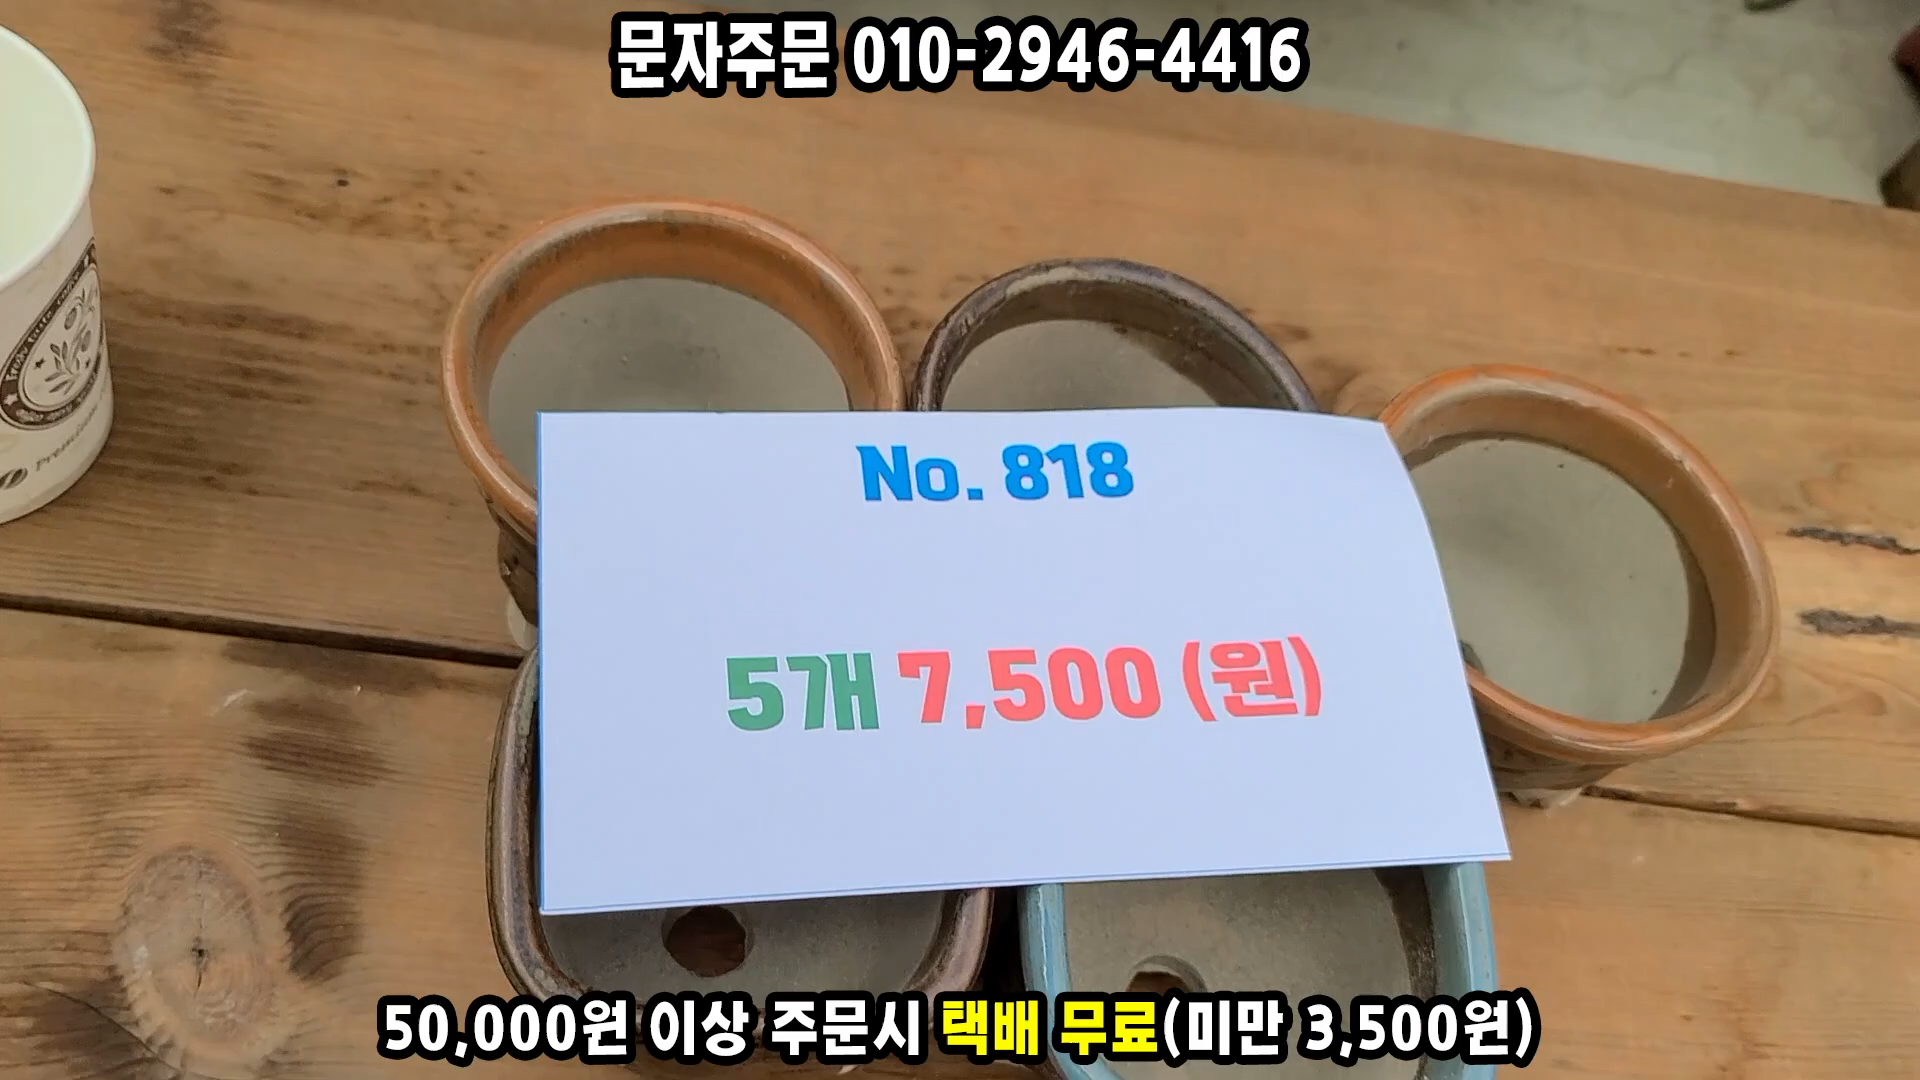 문자주문 010-2946-4416
Premium
No. 818
5개 7,500 (원)
50,000원 이상 주문시 택배 무료(미만 3,500원)